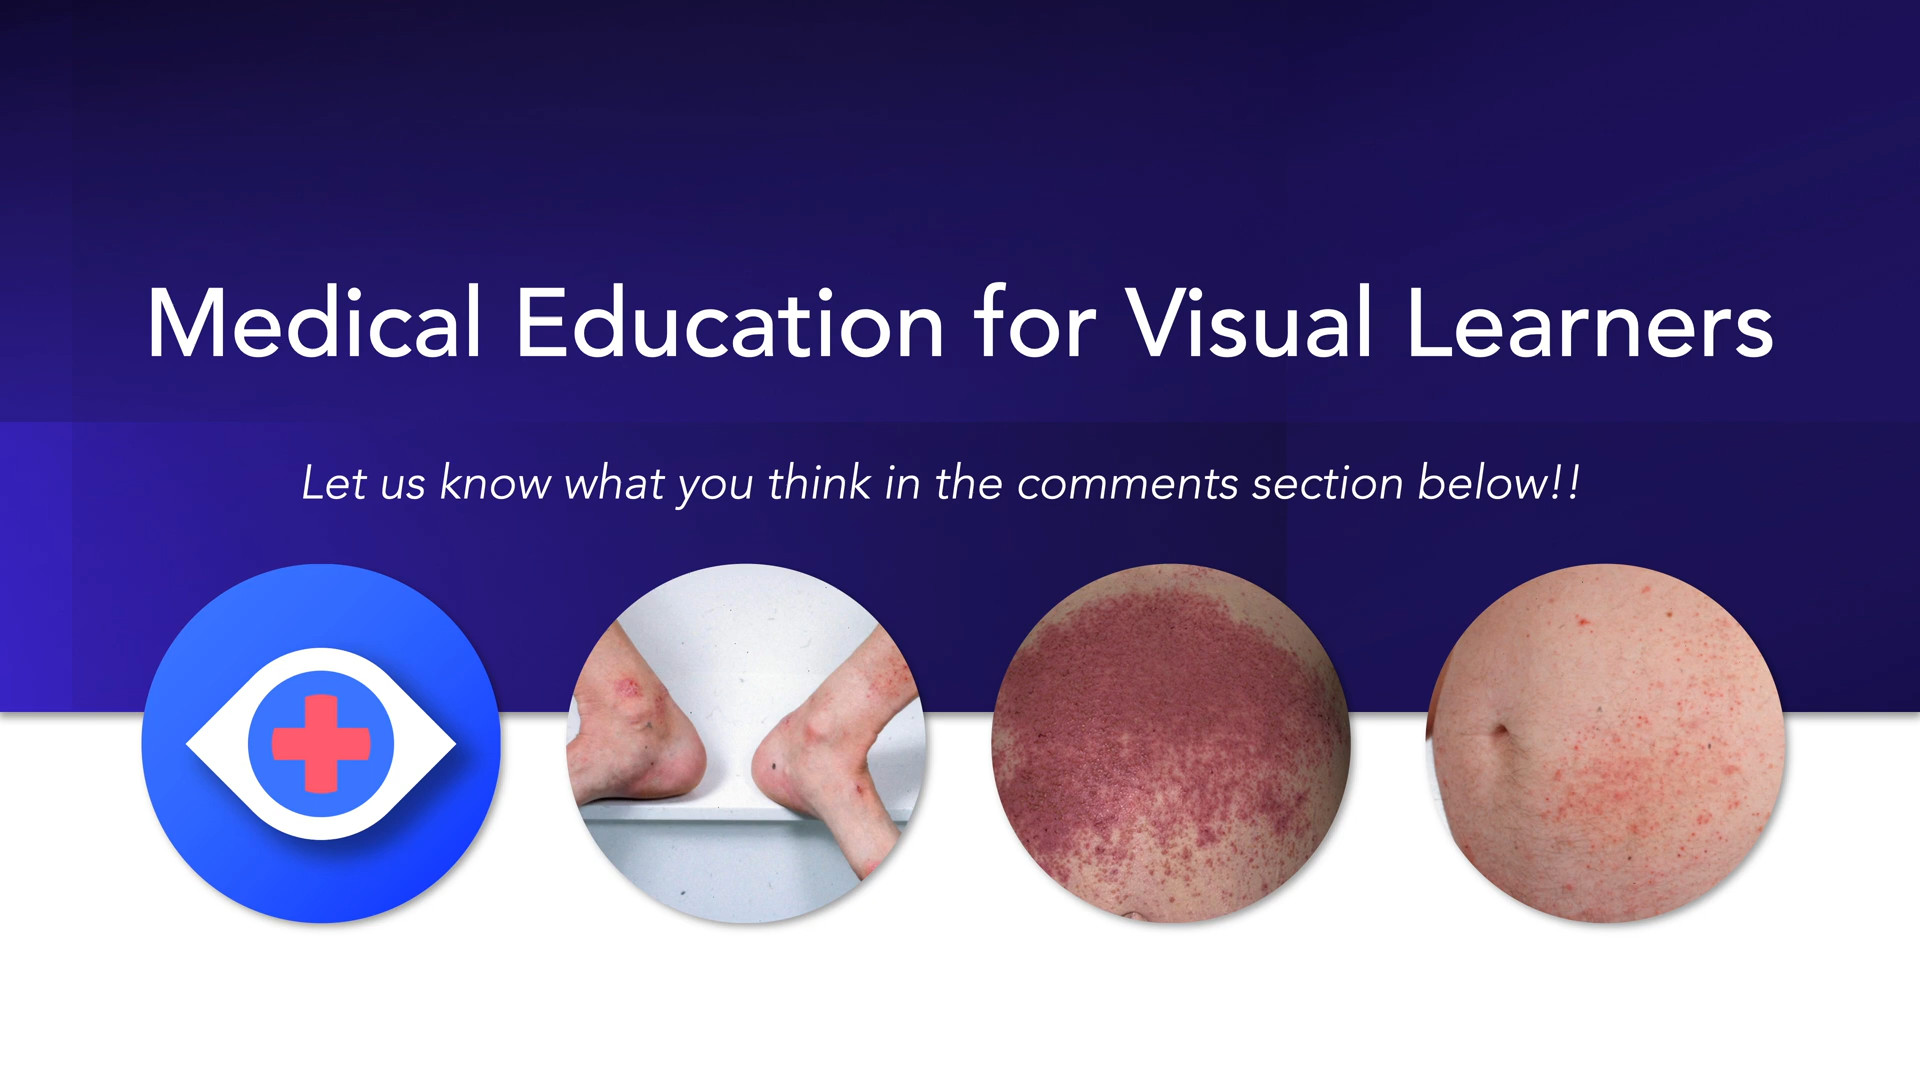 Medical Education for Visual Learners
Let us know what you think in the comments section below!!